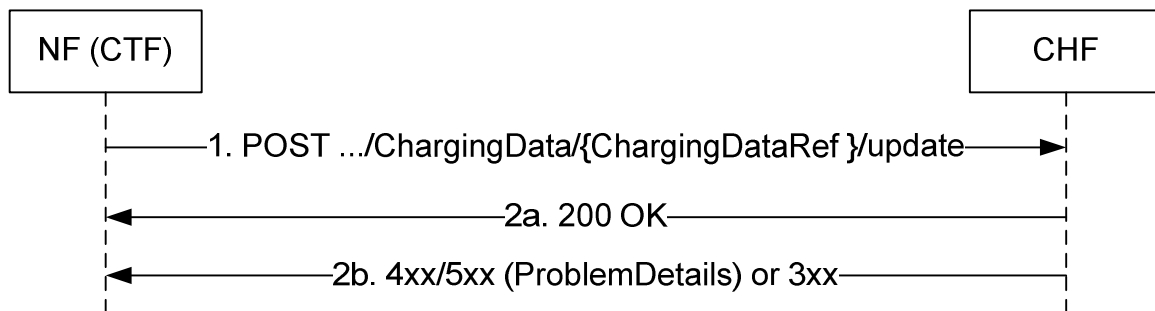 NF (CTF)
CHF
1. POST .../ChargingData/{ChargingDataRef }/update
2a. 200 OK
2b. 4xx/5xx (ProblemDetails) or 3xx